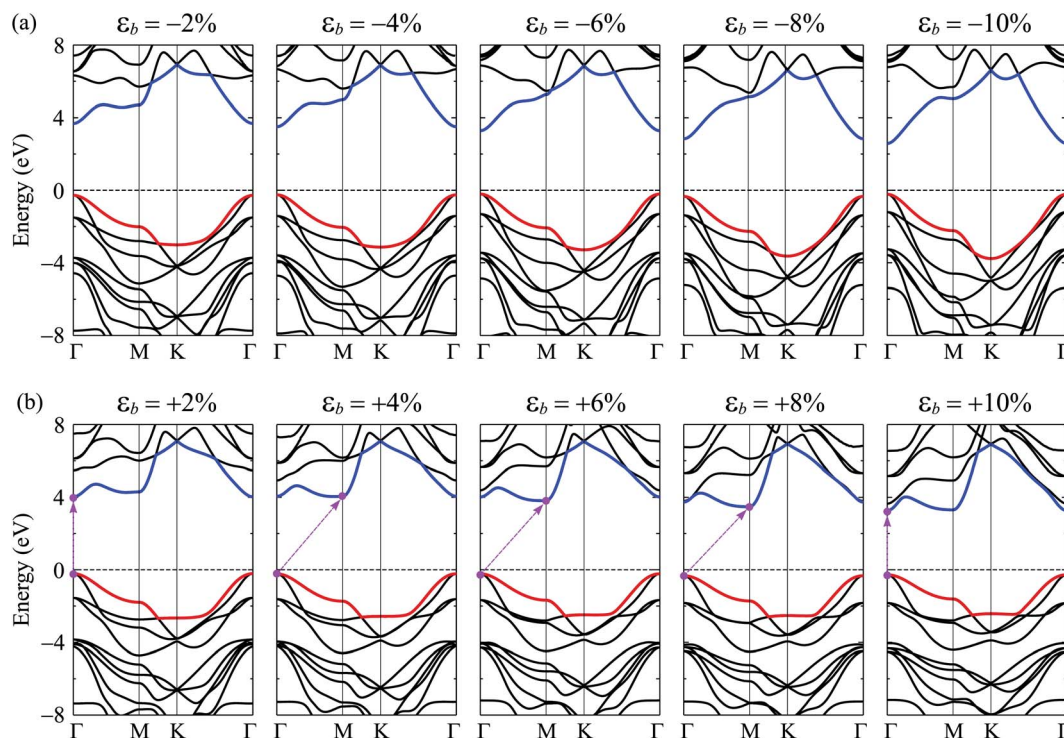 (a)
εb = −2% εb = −4% εb = −6% εb = −8% εb = −10%
8
4
0
−4
−8
Energy (eV)
Γ M K Γ Γ M K Γ Γ M K Γ Γ M K Γ Γ M K Γ
(b)
εb = +2% εb = +4% εb = +6% εb = +8% εb = +10%
8
4
0
−4
−8
Energy (eV)
Γ M K Γ Γ M K Γ Γ M K Γ Γ M K Γ Γ M K Γ